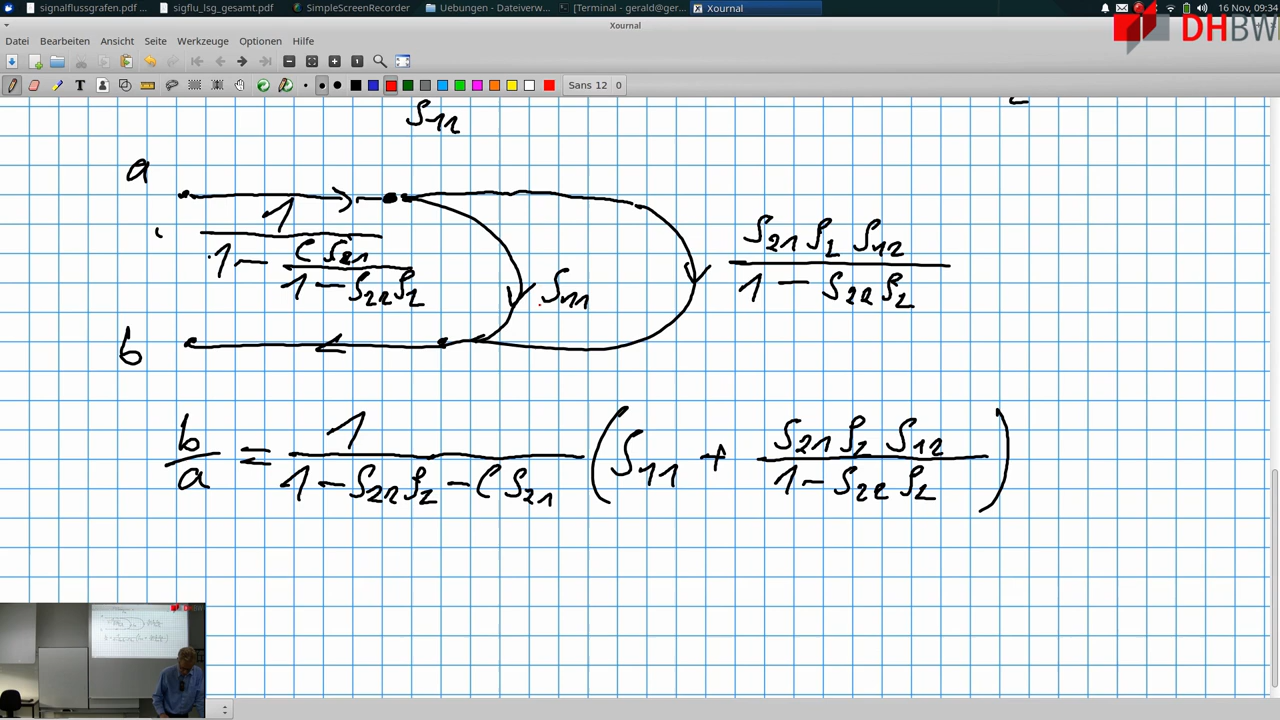 signalflussgrafen.pdf ... sigflu_lsg_gesamt.pdf SimpleScreenRecorder Uebungen - Dateiverw... [Terminal - gerald@ger... Xournal 16 Nov, 09:34
Xournal
DHBW
Datei Bearbeiten Ansicht Seite Werkzeuge Optionen Hilfe
Sans 12 0
S11
a
1
1 - C S21
1 - S22 ρ2
S11
S21 ρ2 S12
1 - S22 ρ2
b
b/a = 1/(1 - S22 ρ2 - C S21) (S11 + S21 ρ2 S12/(1 - S22 ρ2))